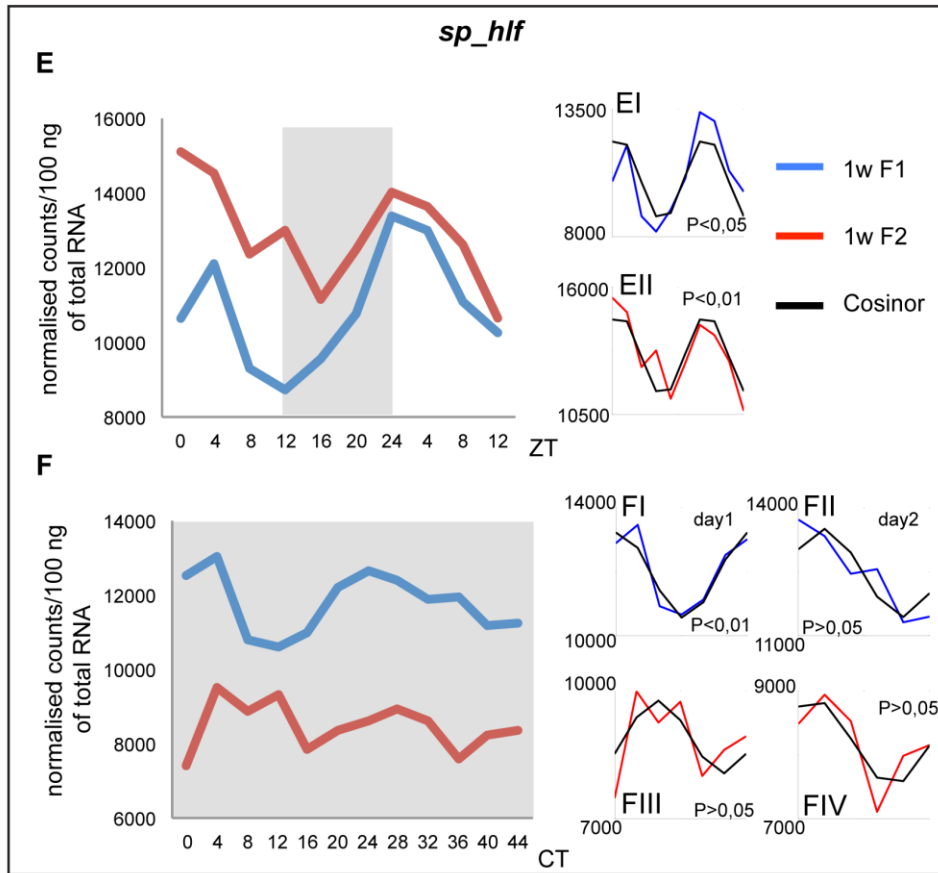 sp_hlf
E
normalised counts/100 ng
of total RNA
16000
14000
12000
10000
8000
0 4 8 12 16 20 24 4 8 12
ZT
EI
13500
8000
P<0,05
EII
16000
10500
P<0,01
1w F1
1w F2
Cosinor
F
normalised counts/100 ng
of total RNA
14000
12000
10000
8000
6000
0 4 8 12 16 20 24 28 32 36 40 44
CT
FI
14000
day1
10000
P<0,01
FII
14000
day2
11000
P>0,05
10000
7000
FIII
P>0,05
9000
P>0,05
7000
FIV